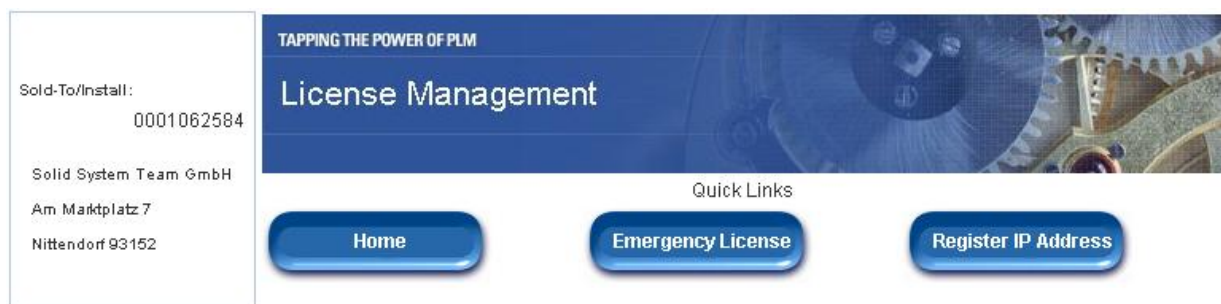 Sold-To/Install:
0001062584
Solid System Team GmbH
Am Marktplatz 7
Nittendorf 93152
TAPPING THE POWER OF PLM
License Management
Quick Links
Home
Emergency License
Register IP Address